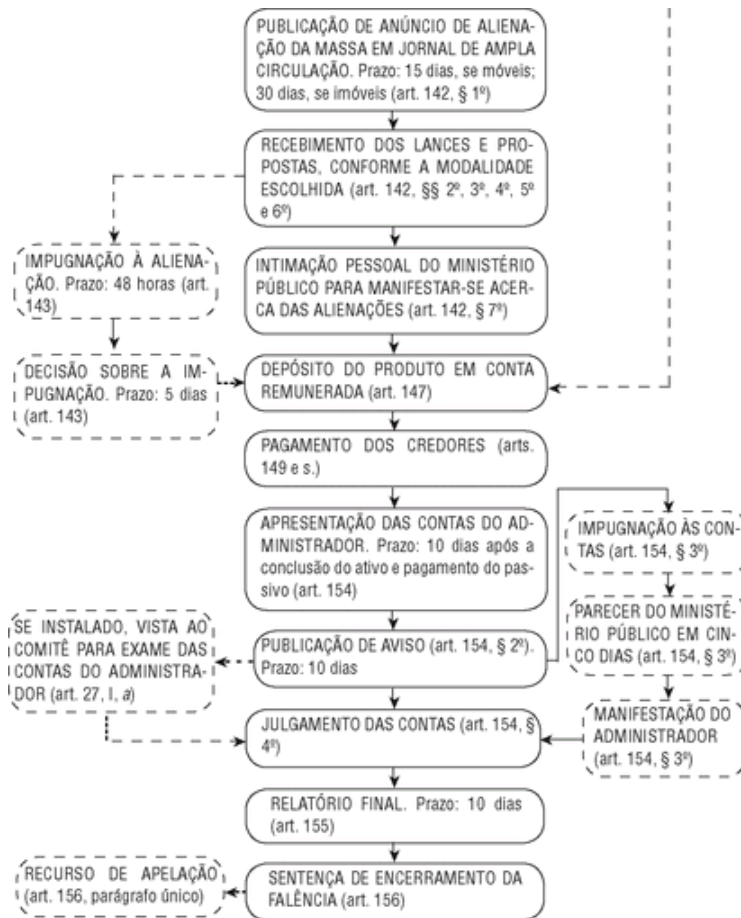 PUBLICAÇÃO DE ANÚNCIO DE ALIENA-
ÇÃO DA MASSA EM JORNAL DE AMPLA
CIRCULAÇÃO. Prazo: 15 dias, se móveis;
30 dias, se imóveis (art. 142, § 1º)
RECEBIMENTO DOS LANCES E PRO-
POSTAS, CONFORME A MODALIDADE
ESCOLHIDA (art. 142, §§ 2º, 3º, 4º, 5º
e 6º)
IMPUGNAÇÃO À ALIENA-
ÇÃO. Prazo: 48 horas (art.
143)
INTIMAÇÃO PESSOAL DO MINISTÉRIO
PÚBLICO PARA MANIFESTAR-SE ACER-
CA DAS ALIENAÇÕES (art. 142, § 7º)
DECISÃO SOBRE A IM-
PUGNAÇÃO. Prazo: 5 dias
(art. 143)
DEPÓSITO DO PRODUTO EM CONTA
REMUNERADA (art. 147)
PAGAMENTO DOS CREDORES (arts.
149 e s.)
APRESENTAÇÃO DAS CONTAS DO AD-
MINISTRADOR. Prazo: 10 dias após a
conclusão do ativo e pagamento do pas-
sivo (art. 154)
IMPUGNAÇÃO ÀS CON-
TAS (art. 154, § 3º)
PARECER DO MINISTÉ-
RIO PÚBLICO EM CIN-
CO DIAS (art. 154, § 3º)
SE INSTALADO, VISTA AO
COMITÊ PARA EXAME DAS
CONTAS DO ADMINISTRA-
DOR (art. 27, I, a)
PUBLICAÇÃO DE AVISO (art. 154, § 2º).
Prazo: 10 dias
MANIFESTAÇÃO DO
ADMINISTRADOR
(art. 154, § 3º)
JULGAMENTO DAS CONTAS (art. 154, §
4º)
RELATÓRIO FINAL. Prazo: 10 dias
(art. 155)
RECURSO DE APELAÇÃO
(art. 156, parágrafo único)
SENTENÇA DE ENCERRAMENTO DA
FALÊNCIA (art. 156)